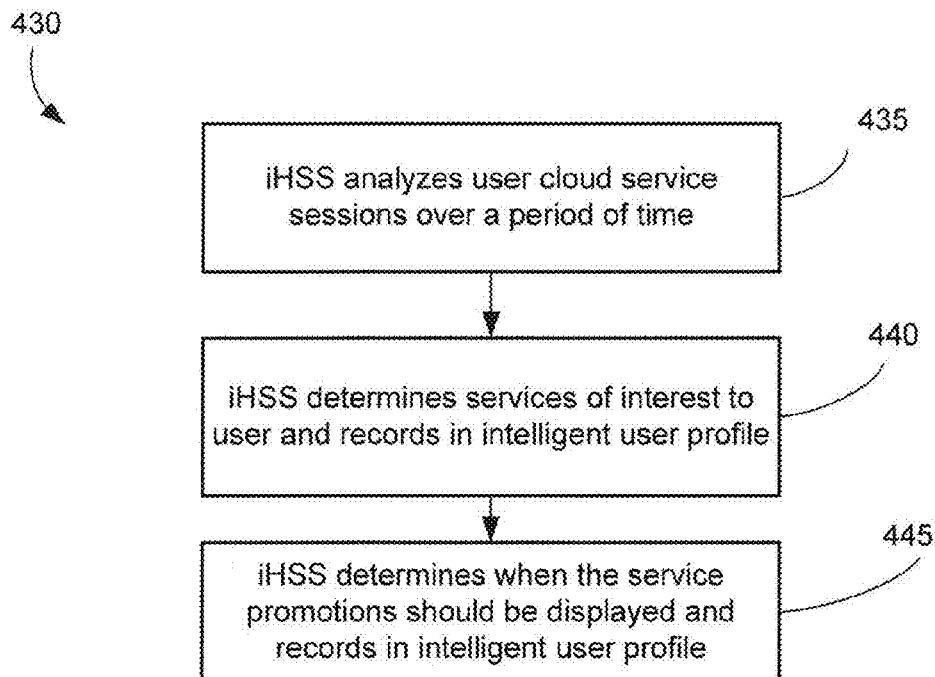 430
435
iHSS analyzes user cloud service
sessions over a period of time
440
iHSS determines services of interest to
user and records in intelligent user profile
445
iHSS determines when the service
promotions should be displayed and
records in intelligent user profile